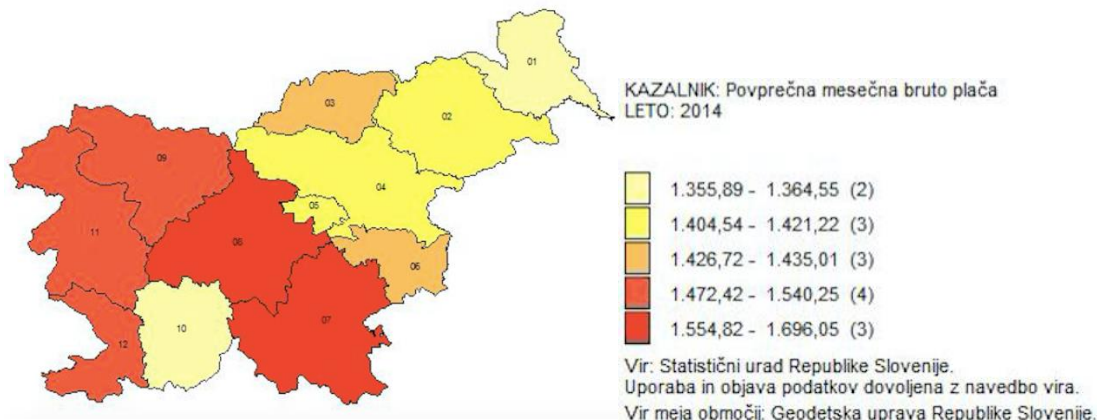 01
03
KAZALNIK: Povprečna mesečna bruto plača
LETO: 2014
02
09
04
1.355,89 - 1.364,55 (2)
05
1.404,54 - 1.421,22 (3)
11
08
06
1.426,72 - 1.435,01 (3)
1.472,42 - 1.540,25 (4)
07
10
1.554,82 - 1.696,05 (3)
12
Vir: Statistični urad Republike Slovenije.
Uporaba in objava podatkov dovoljena z navedbo vira.
Vir meja območij: Geodetska uprava Republike Slovenije.